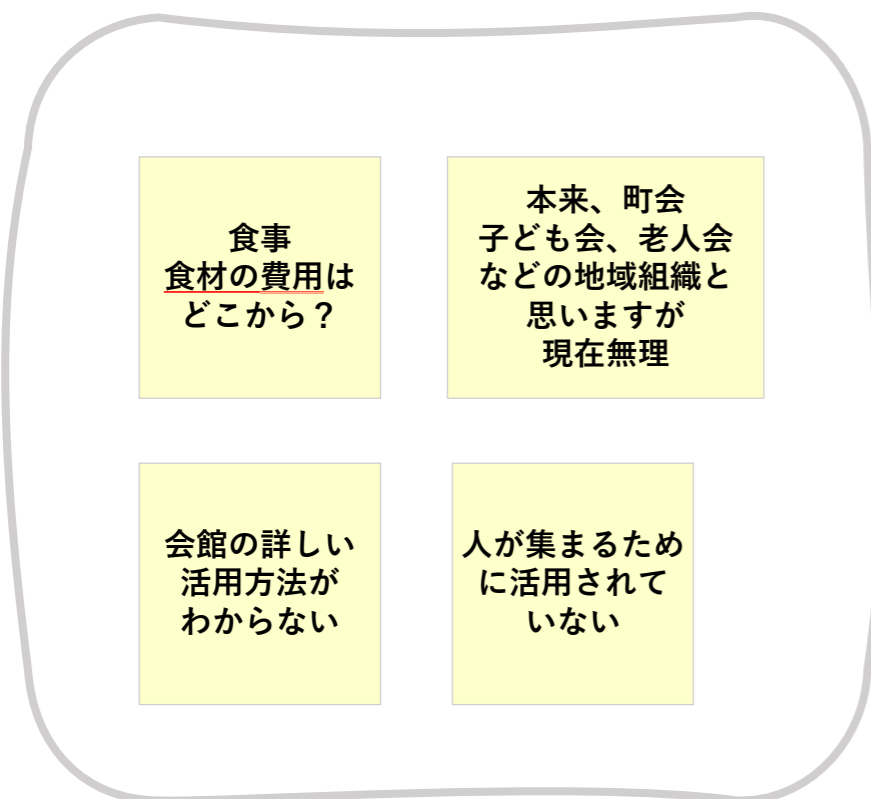 食事
食材の費用は
どこから？
本来、町会
子ども会、老人会
などの地域組織と
思いますが
現在無理
会館の詳しい
活用方法が
わからない
人が集まるため
に活用されて
いない